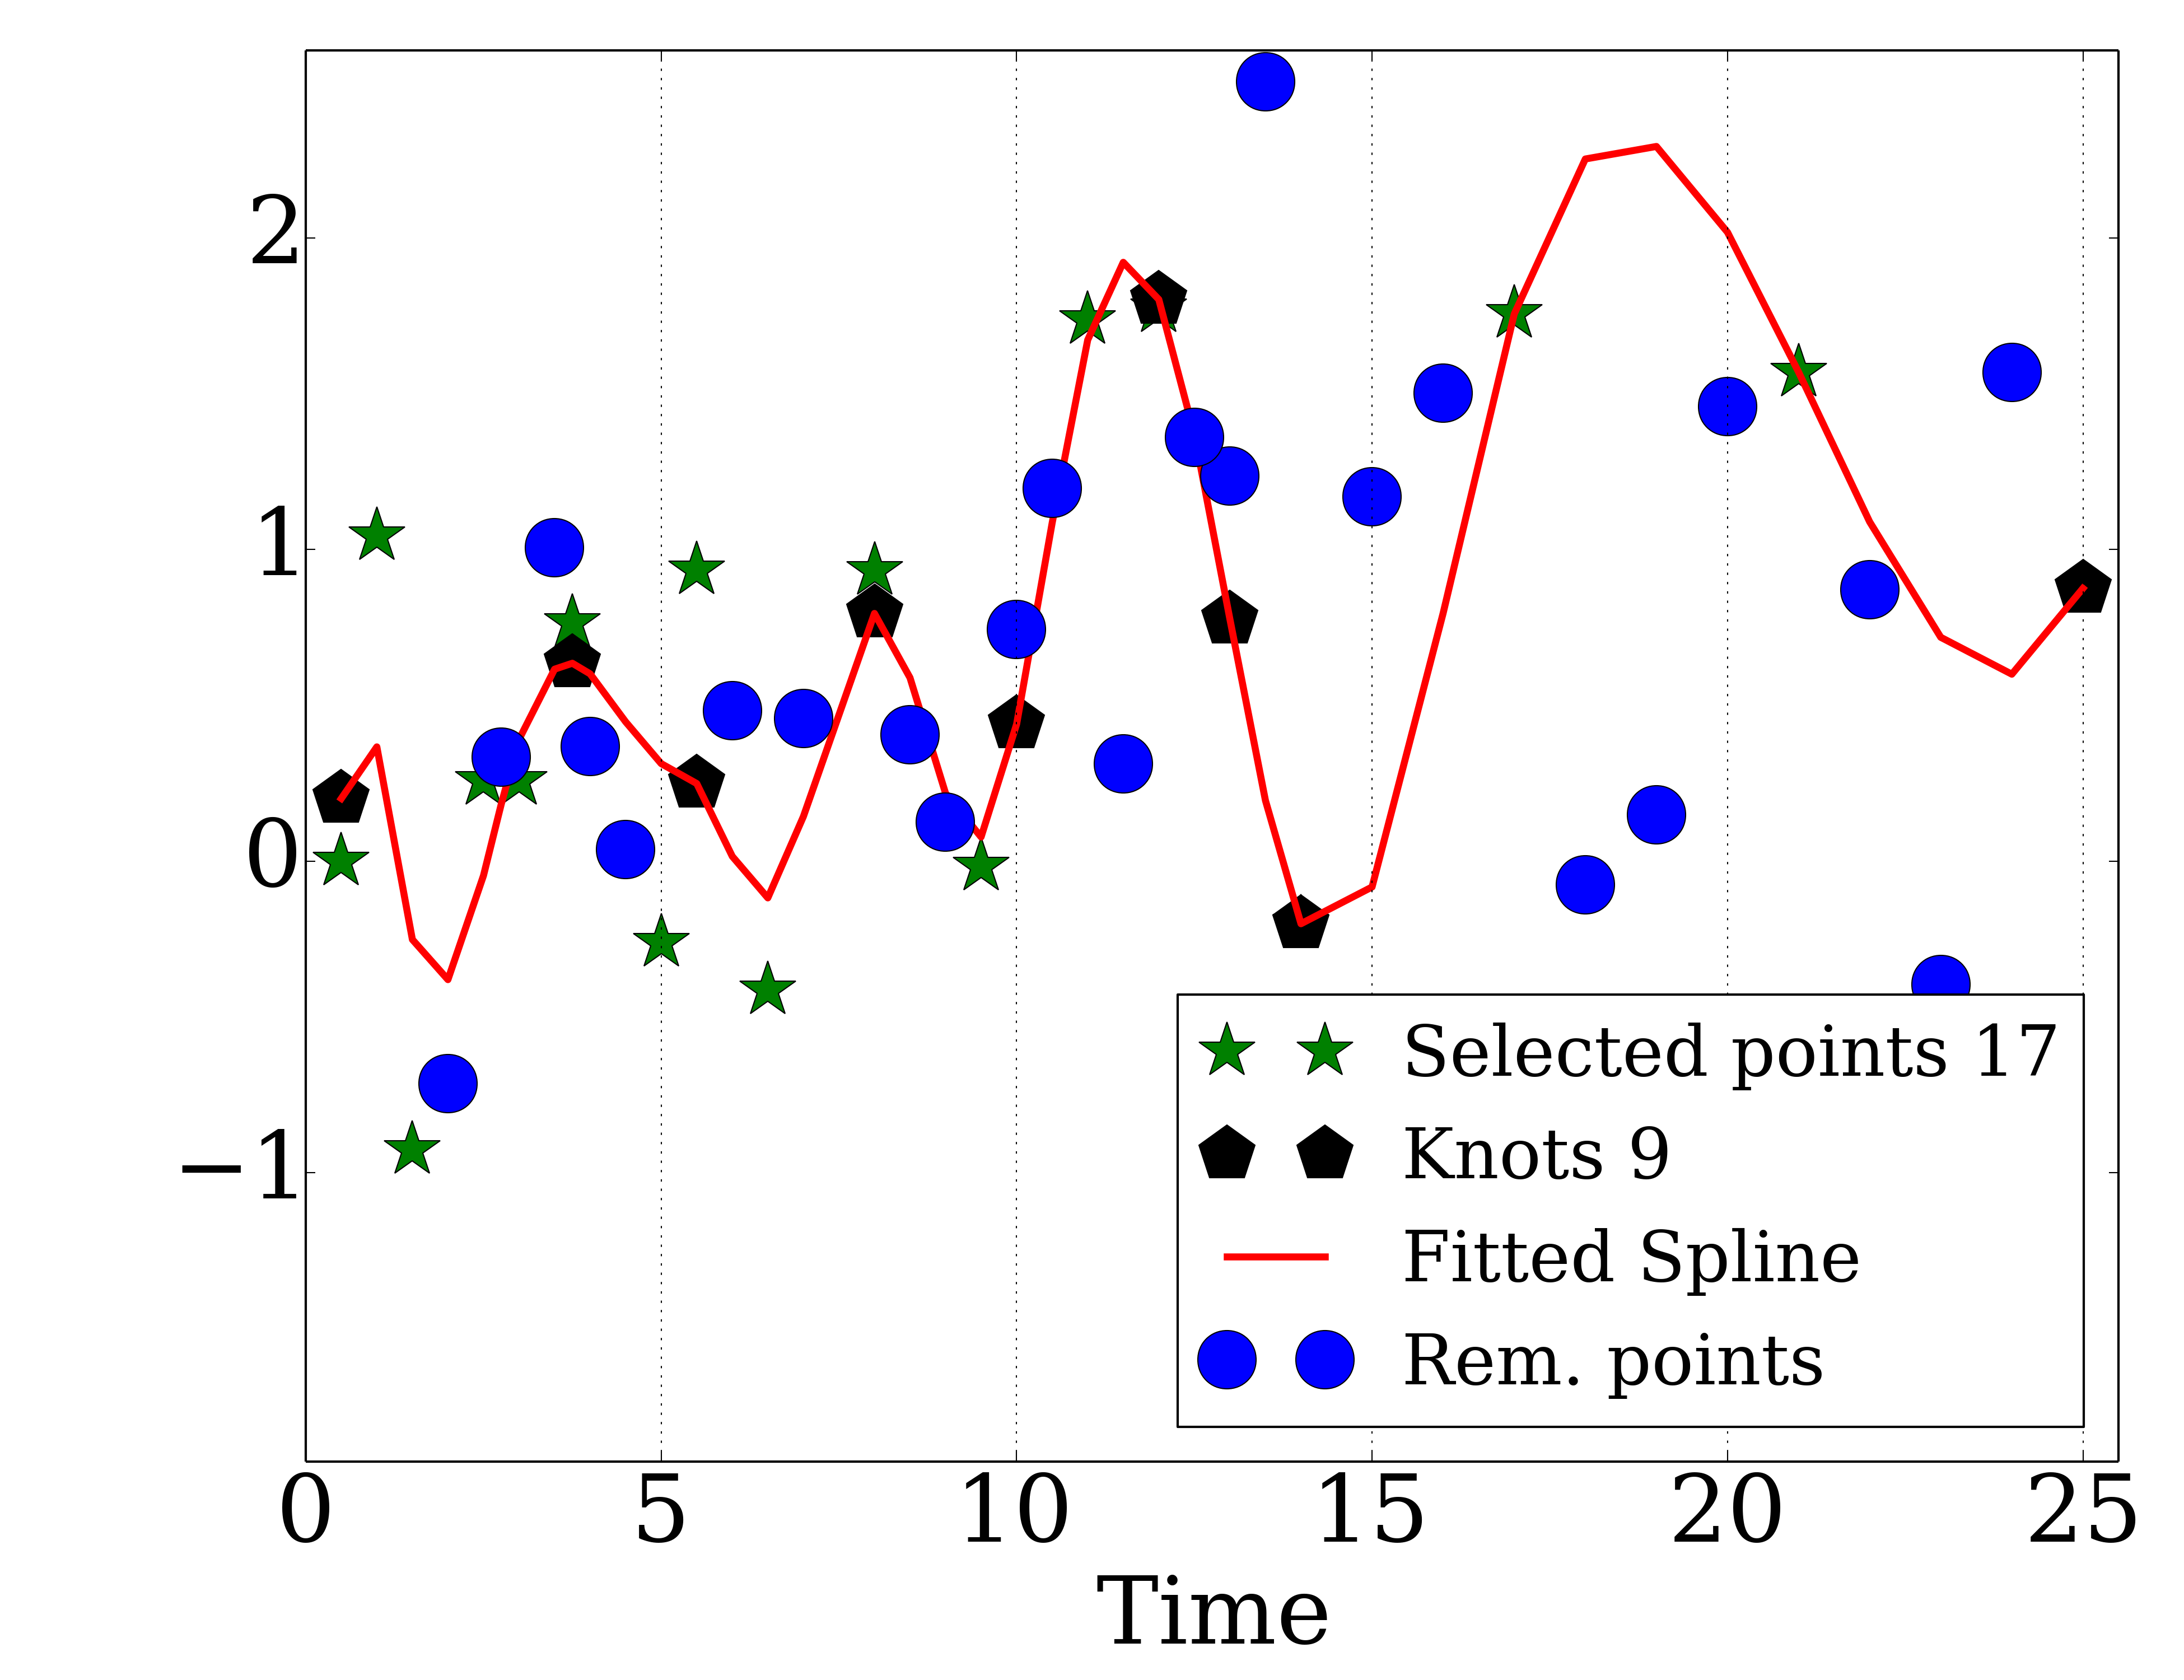 2
1
0
−1
Selected points 17
Knots 9
Fitted Spline
Rem. points
0 5 10 15 20 25
Time